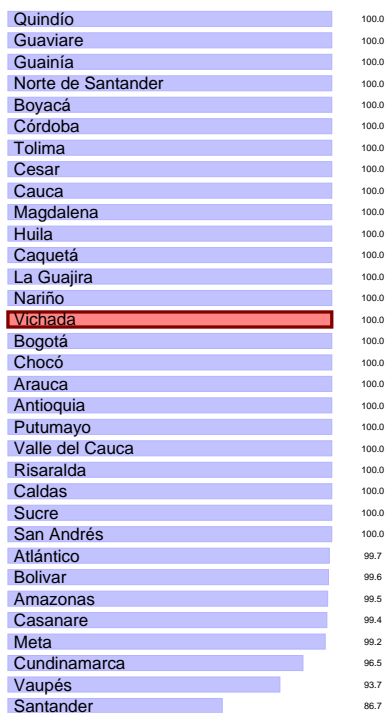 Quindío 100.0
Guaviare 100.0
Guainía 100.0
Norte de Santander 100.0
Boyacá 100.0
Córdoba 100.0
Tolima 100.0
Cesar 100.0
Cauca 100.0
Magdalena 100.0
Huila 100.0
Caquetá 100.0
La Guajira 100.0
Nariño 100.0
Vichada 100.0
Bogotá 100.0
Chocó 100.0
Arauca 100.0
Antioquia 100.0
Putumayo 100.0
Valle del Cauca 100.0
Risaralda 100.0
Caldas 100.0
Sucre 100.0
San Andrés 100.0
Atlántico 99.7
Bolivar 99.6
Amazonas 99.5
Casanare 99.4
Meta 99.2
Cundinamarca 96.5
Vaupés 93.7
Santander 86.7